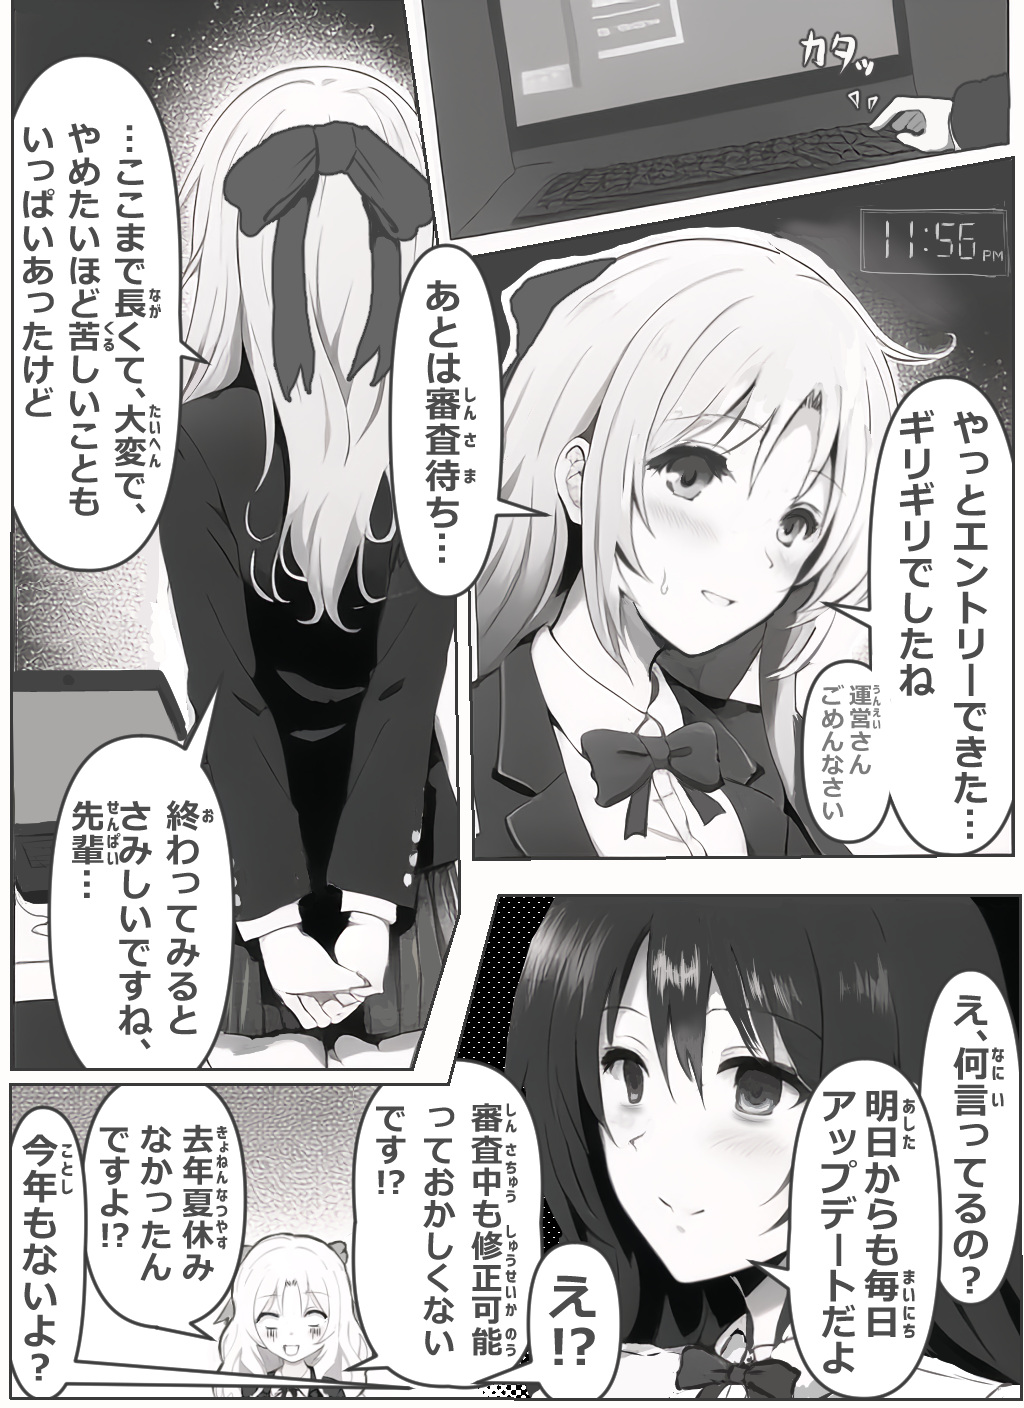 カタッ
11:56 PM
やっとエントリーできた…
ギリギリでしたね
運営さん
ごめんなさい
あとは審査待ち…
…ここまで長くて、大変で、
やめたいほど苦しいことも
いっぱいあったけど
終わってみると
さみしいですね、
先輩…
え、何言ってるの？
明日からも毎日
アップデートだよ
え!?
審査中も修正可能
っておかしくない
です!?
去年夏休み
なかったん
ですよ!?
今年もないよ？